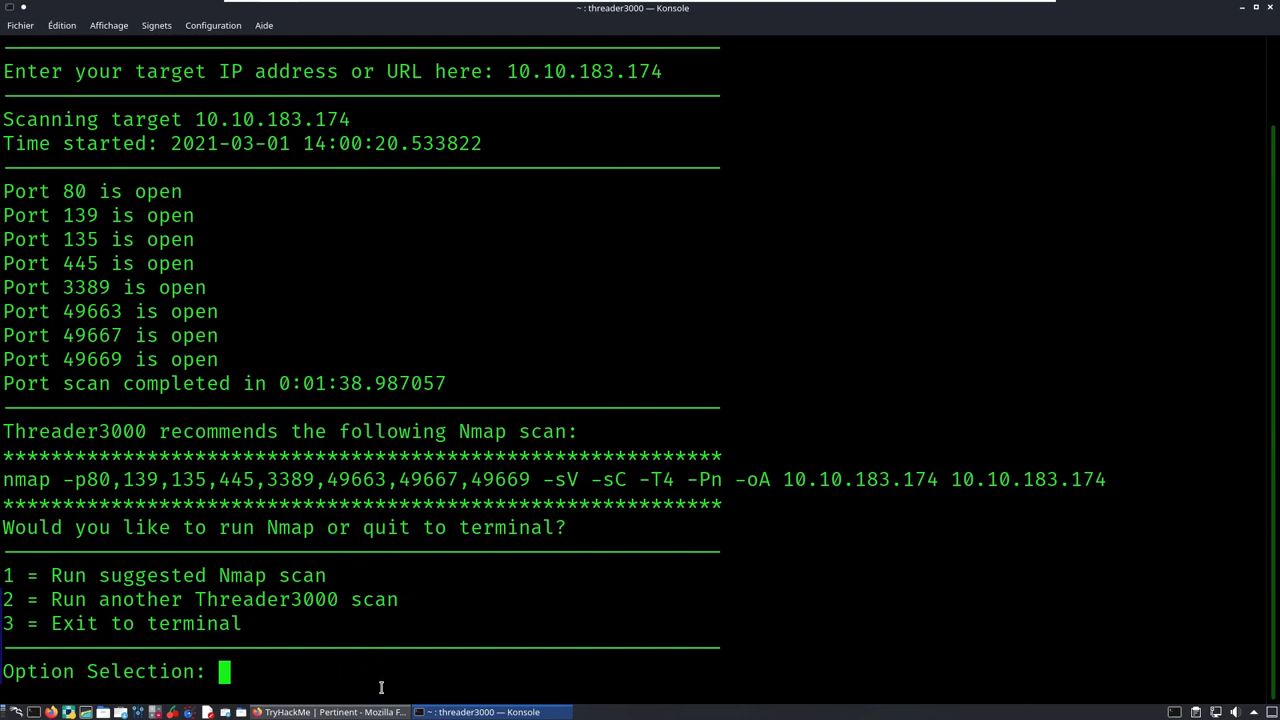 ~ : threader3000 — Konsole
Fichier Édition Affichage Signets Configuration Aide
Enter your target IP address or URL here: 10.10.183.174
Scanning target 10.10.183.174
Time started: 2021-03-01 14:00:20.533822
Port 80 is open
Port 139 is open
Port 135 is open
Port 445 is open
Port 3389 is open
Port 49663 is open
Port 49667 is open
Port 49669 is open
Port scan completed in 0:01:38.987057
Threader3000 recommends the following Nmap scan:
************************************************************
nmap -p80,139,135,445,3389,49663,49667,49669 -sV -sC -T4 -Pn -oA 10.10.183.174 10.10.183.174
************************************************************
Would you like to run Nmap or quit to terminal?
1 = Run suggested Nmap scan
2 = Run another Threader3000 scan
3 = Exit to terminal
Option Selection:
TryHackMe | Pertinent - Mozilla F... ~ : threader3000 — Konsole